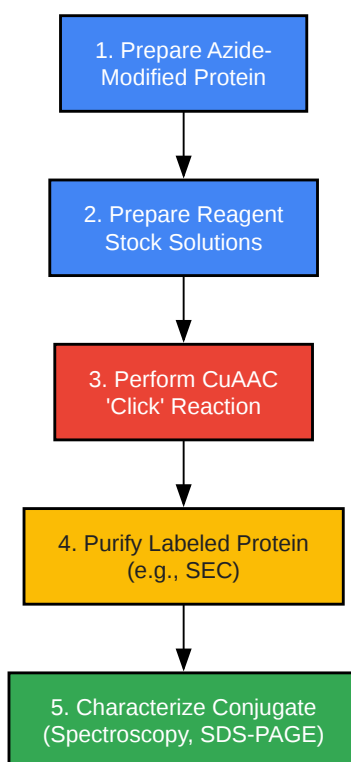 1. Prepare Azide-
Modified Protein
2. Prepare Reagent
Stock Solutions
3. Perform CuAAC
'Click' Reaction
4. Purify Labeled Protein
(e.g., SEC)
5. Characterize Conjugate
(Spectroscopy, SDS-PAGE)